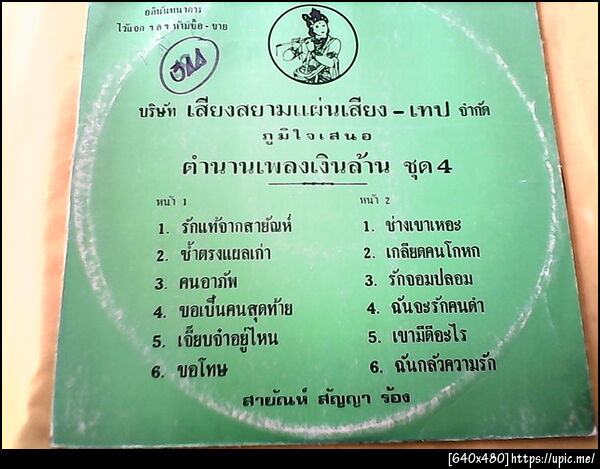 อภินันทนาการ
ไว้แจก ฯลฯ ห้ามซื้อ - ขาย
บริษัท เสียงสยามแผ่นเสียง - เทป จำกัด
ภูมิใจเสนอ
ตำนานเพลงเงินล้าน ชุด 4
หน้า 1
1. รักแท้จากสายัณห์
2. ช้ำตรงแผลเก่า
3. คนอาภัพ
4. ขอเป็นคนสุดท้าย
5. เจี๊ยบจ๋าอยู่ไหน
6. ขอโทษ
หน้า 2
1. ช่างเขาเหอะ
2. เกลียดคนโกหก
3. รักจอมปลอม
4. ฉันจะรักคนดำ
5. เขามีดีอะไร
6. ฉันกลัวความรัก
สายัณห์ สัญญา ร้อง
[640x480]https://upic.me/